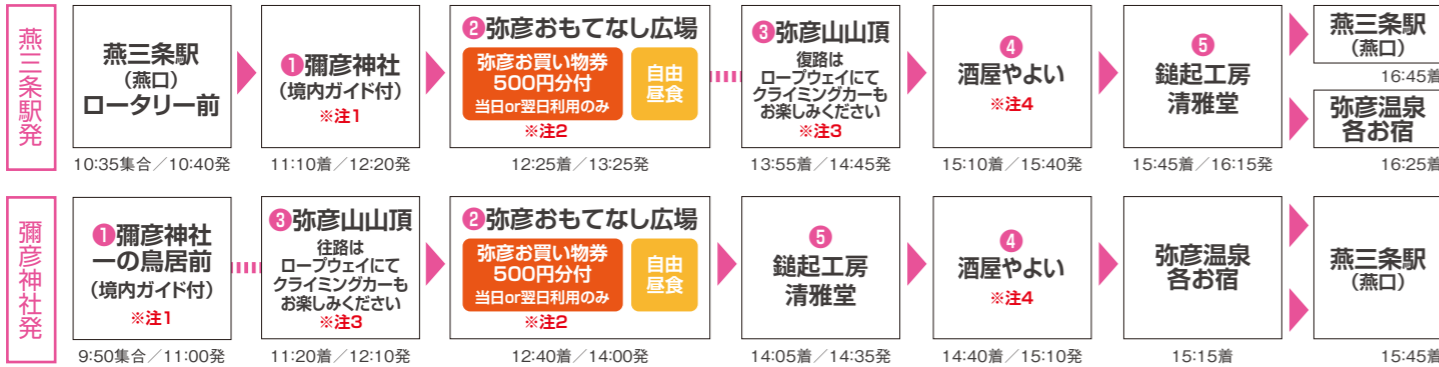 燕三条駅発
燕三条駅
(燕口)
ロータリー前
10:35集合／10:40発
❶彌彦神社
(境内ガイド付)
※注1
11:10着／12:20発
❷弥彦おもてなし広場
弥彦お買い物券
500円分付
当日or翌日利用のみ
自由
昼食
※注2
12:25着／13:25発
❸弥彦山山頂
復路は
ロープウェイにて
クライミングカーも
お楽しみください
※注3
13:55着／14:45発
❹
酒屋やよい
※注4
15:10着／15:40発
❺
鎚起工房
清雅堂
15:45着／16:15発
燕三条駅
(燕口)
16:45着
弥彦温泉
各お宿
16:25着
彌彦神社発
❶彌彦神社
一の鳥居前
(境内ガイド付)
※注1
9:50集合／11:00発
❸弥彦山山頂
往路は
ロープウェイにて
クライミングカーも
お楽しみください
※注3
11:20着／12:10発
❷弥彦おもてなし広場
弥彦お買い物券
500円分付
当日or翌日利用のみ
自由
昼食
※注2
12:40着／14:00発
❺
鎚起工房
清雅堂
14:05着／14:35発
❹
酒屋やよい
※注4
14:40着／15:10発
弥彦温泉
各お宿
15:15着
燕三条駅
(燕口)
15:45着